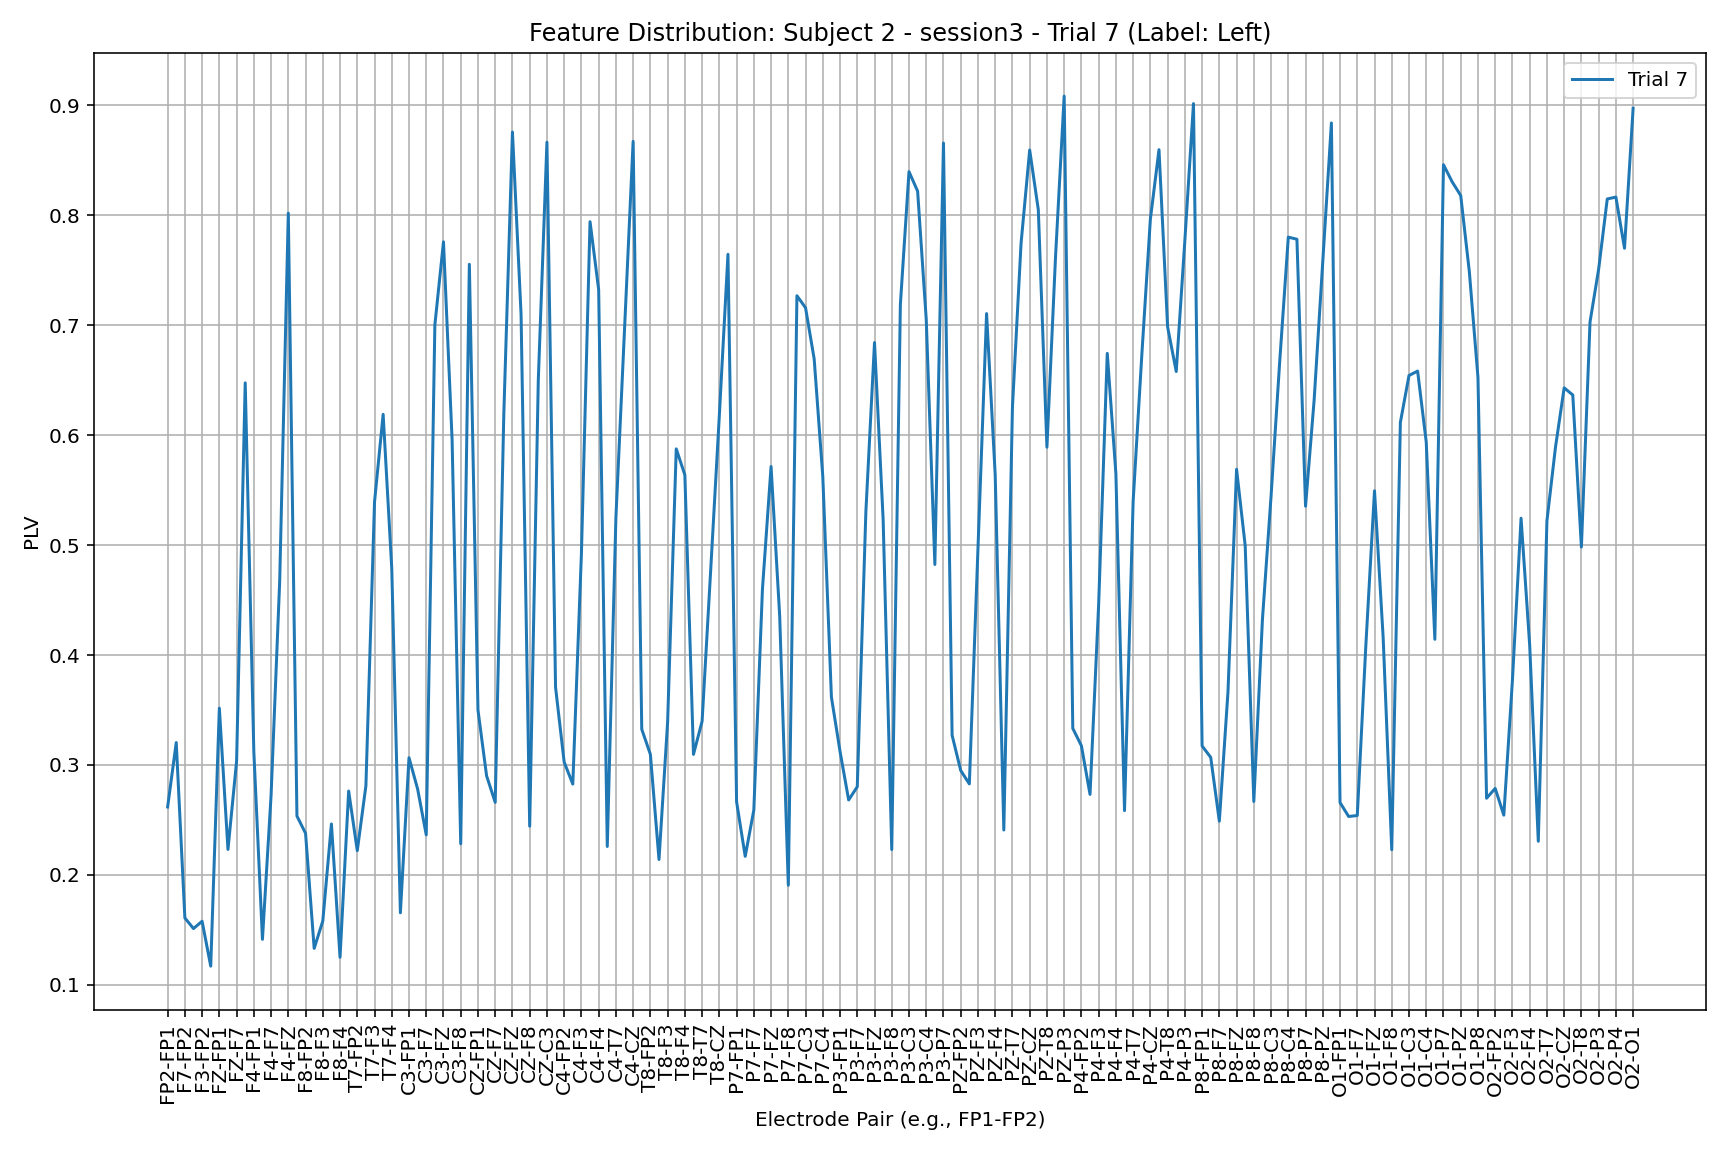 Feature Distribution: Subject 2 - session3 - Trial 7 (Label: Left)
Trial 7
PLV
0.9
0.8
0.7
0.6
0.5
0.4
0.3
0.2
0.1
FP2-FP1
F7-FP2
F3-FP2
FZ-FP1
FZ-F7
F4-FP1
F4-F7
F4-FZ
F8-FP2
F8-F3
F8-F4
T7-FP2
T7-F3
T7-F4
C3-FP1
C3-F7
C3-FZ
C3-F8
CZ-FP1
CZ-F7
CZ-FZ
CZ-F8
CZ-C3
C4-FP2
C4-F3
C4-F4
C4-T7
C4-CZ
T8-FP2
T8-F3
T8-F4
T8-T7
T8-CZ
P7-FP1
P7-F7
P7-FZ
P7-F8
P7-C3
P7-C4
P3-FP1
P3-F7
P3-FZ
P3-F8
P3-C3
P3-C4
P3-P7
PZ-FP2
PZ-F3
PZ-F4
PZ-T7
PZ-CZ
PZ-T8
PZ-P3
P4-FP2
P4-F3
P4-F4
P4-T7
P4-CZ
P4-T8
P4-P3
P8-FP1
P8-F7
P8-FZ
P8-F8
P8-C3
P8-C4
P8-P7
P8-PZ
O1-FP1
O1-F7
O1-FZ
O1-F8
O1-C3
O1-C4
O1-P7
O1-PZ
O1-P8
O2-FP2
O2-F3
O2-F4
O2-T7
O2-CZ
O2-T8
O2-P3
O2-P4
O2-O1
Electrode Pair (e.g., FP1-FP2)